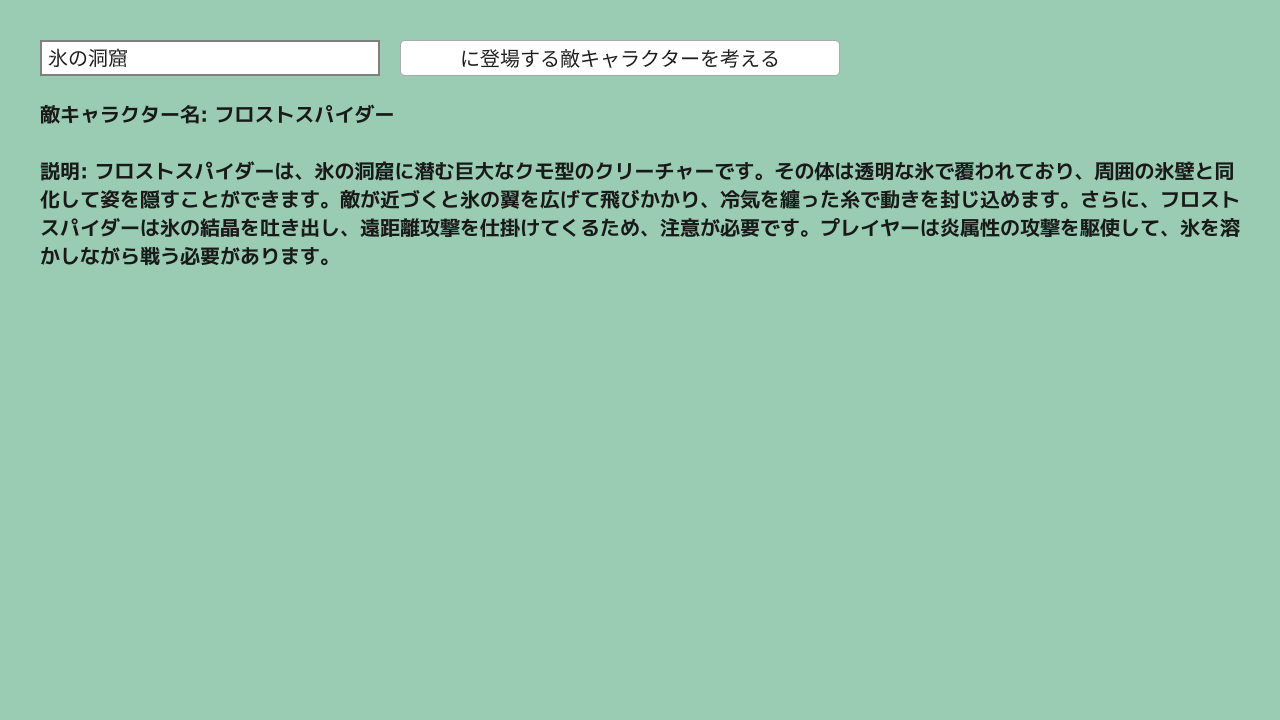 氷の洞窟
に登場する敵キャラクターを考える
敵キャラクター名: フロストスパイダー
説明: フロストスパイダーは、氷の洞窟に潜む巨大なクモ型のクリーチャーです。その体は透明な氷で覆われており、周囲の氷壁と同
化して姿を隠すことができます。敵が近づくと氷の翼を広げて飛びかかり、冷気を纏った糸で動きを封じ込めます。さらに、フロスト
スパイダーは氷の結晶を吐き出し、遠距離攻撃を仕掛けてくるため、注意が必要です。プレイヤーは炎属性の攻撃を駆使して、氷を溶
かしながら戦う必要があります。